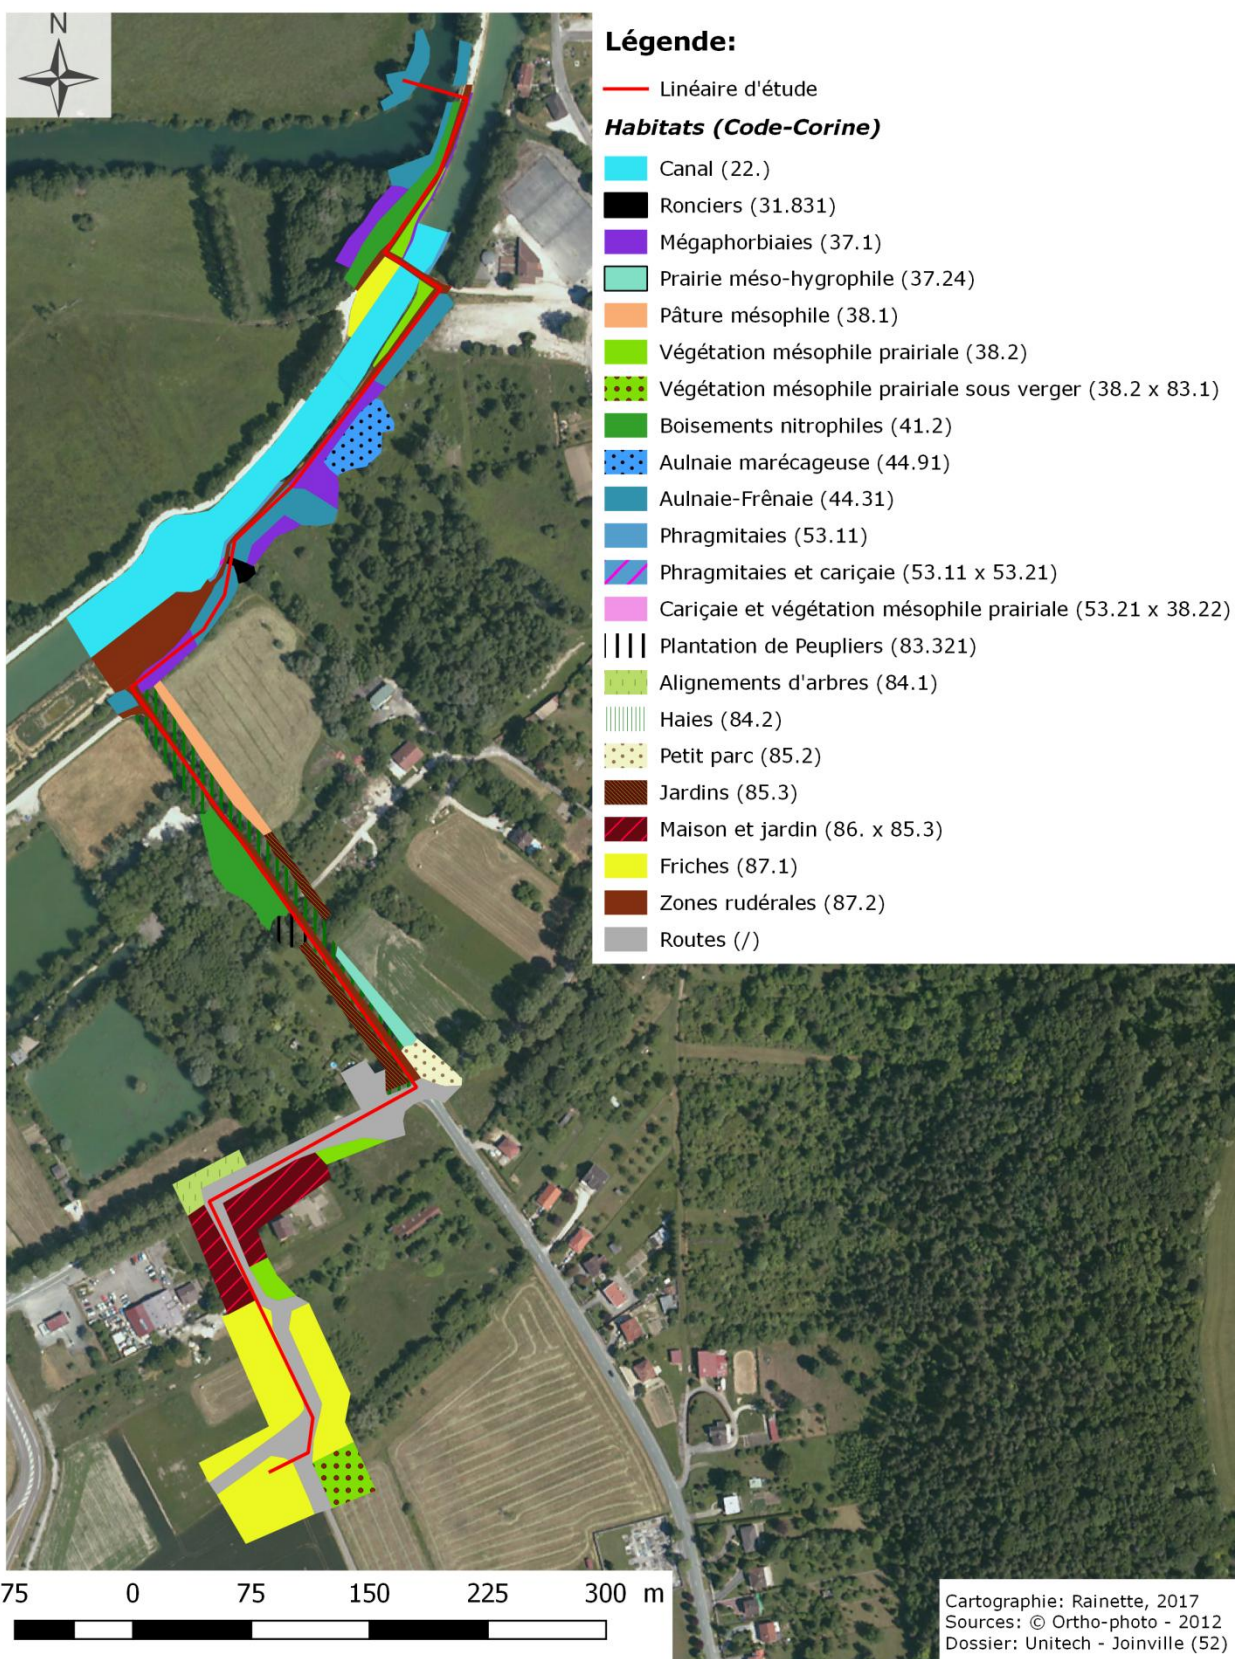 N
Légende:
Linéaire d'étude
Habitats (Code-Corine)
Canal (22.)
Ronciers (31.831)
Mégaphorbiaies (37.1)
Prairie méso-hygrophile (37.24)
Pâture mésophile (38.1)
Végétation mésophile prairiale (38.2)
Végétation mésophile prairiale sous verger (38.2 x 83.1)
Boisements nitrophiles (41.2)
Aulnaie marécageuse (44.91)
Aulnaie-Frênaie (44.31)
Phragmitaies (53.11)
Phragmitaies et cariçaie (53.11 x 53.21)
Cariçaie et végétation mésophile prairiale (53.21 x 38.22)
Plantation de Peupliers (83.321)
Alignements d'arbres (84.1)
Haies (84.2)
Petit parc (85.2)
Jardins (85.3)
Maison et jardin (86. x 85.3)
Friches (87.1)
Zones rudérales (87.2)
Routes (/)
75 0 75 150 225 300 m
Cartographie: Rainette, 2017
Sources: © Ortho-photo - 2012
Dossier: Unitech - Joinville (52)